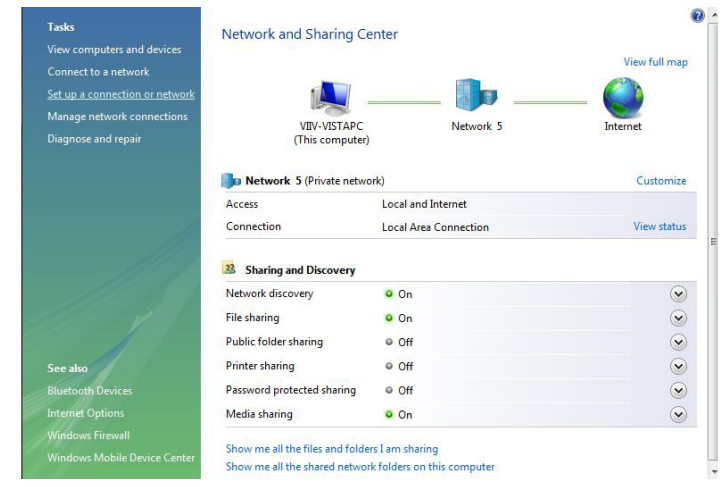 Tasks
View computers and devices
Connect to a network
Set up a connection or network
Manage network connections
Diagnose and repair
See also
Bluetooth Devices
Internet Options
Windows Firewall
Windows Mobile Device Center
Network and Sharing Center
View full map
VIIV-VISTAPC
(This computer)
Network 5
Internet
Network 5 (Private network) Customize
Access Local and Internet
Connection Local Area Connection View status
Sharing and Discovery
Network discovery On
File sharing On
Public folder sharing Off
Printer sharing Off
Password protected sharing Off
Media sharing On
Show me all the files and folders I am sharing
Show me all the shared network folders on this computer